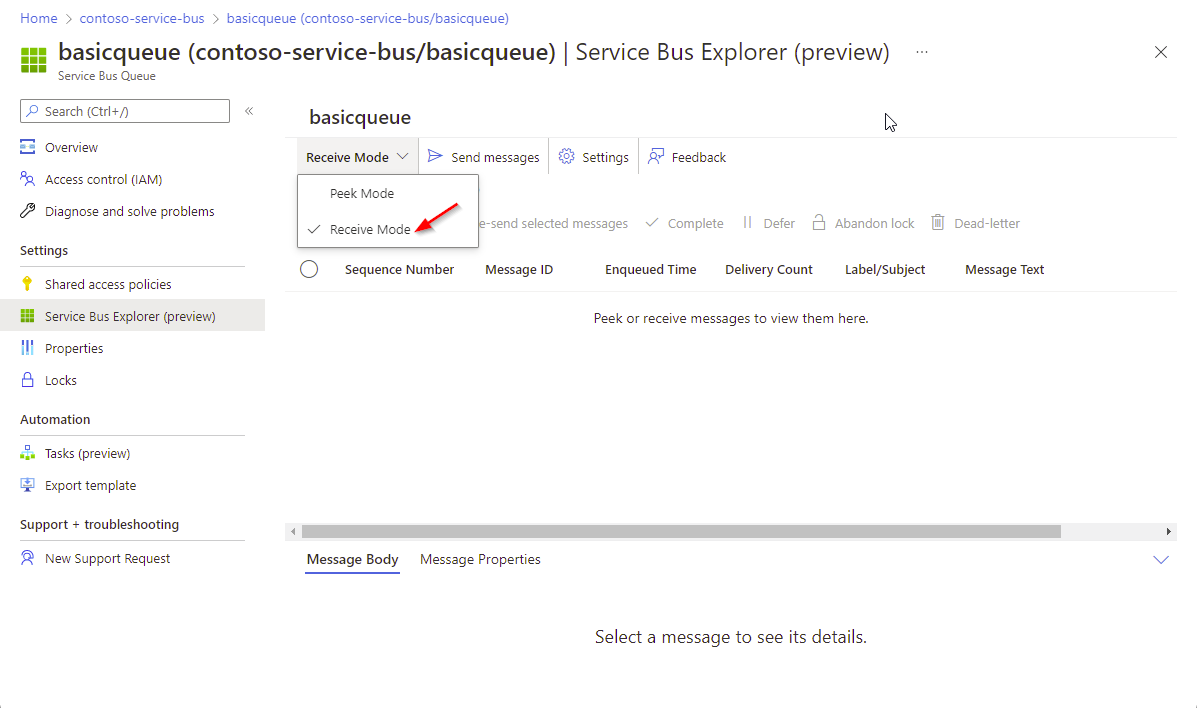 Home > contoso-service-bus > basicqueue (contoso-service-bus/basicqueue)
basicqueue (contoso-service-bus/basicqueue) | Service Bus Explorer (preview) ...
Service Bus Queue
Search (Ctrl+/) «
Overview
Access control (IAM)
Diagnose and solve problems
Settings
Shared access policies
Service Bus Explorer (preview)
Properties
Locks
Automation
Tasks (preview)
Export template
Support + troubleshooting
New Support Request
basicqueue
Receive Mode Send messages Settings Feedback
Peek Mode
Receive Mode
e-send selected messages Complete Defer Abandon lock Dead-letter
Sequence Number Message ID Enqueued Time Delivery Count Label/Subject Message Text
Peek or receive messages to view them here.
Message Body Message Properties
Select a message to see its details.